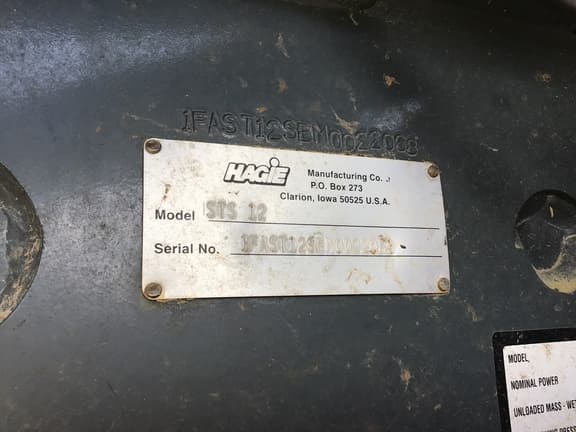 1FAST12SEM0022008
HAGIE
Manufacturing Co.
P.O. Box 273
Clarion, Iowa 50525 U.S.A.
Model STS 12
Serial No.
MODEL,
NOMINAL POWER
UNLOADED MASS - WE